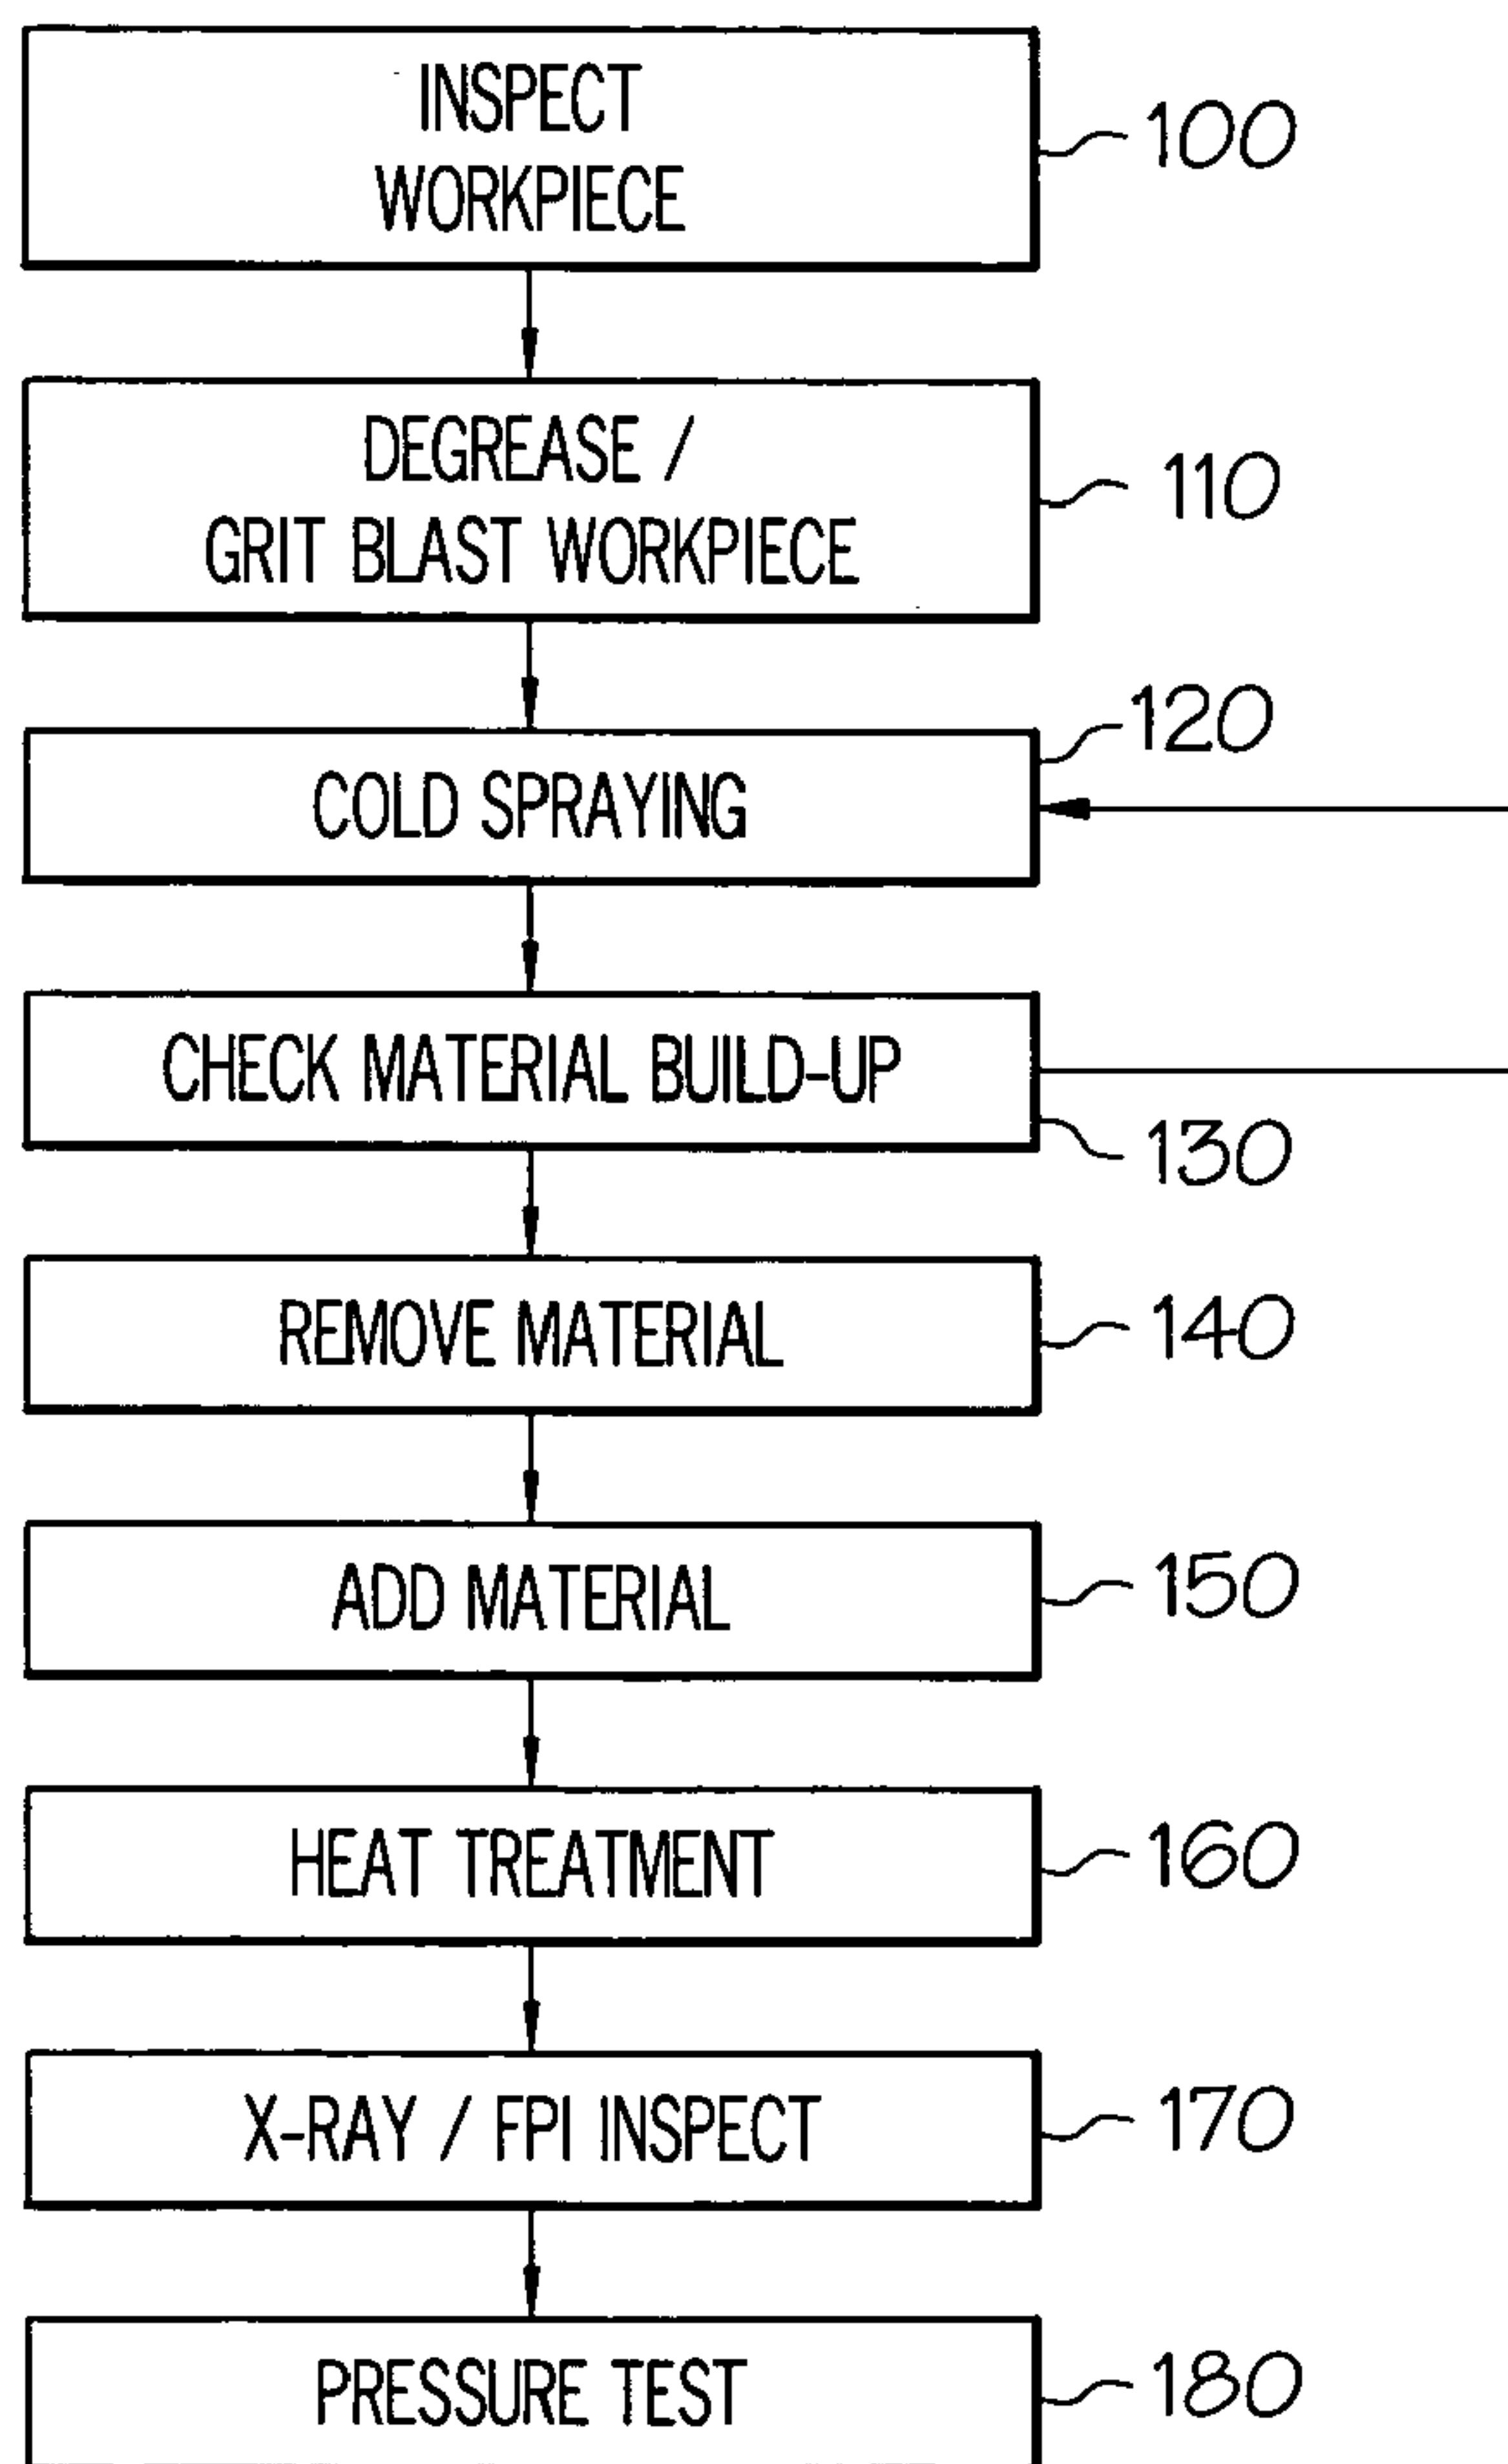 INSPECT
WORKPIECE
100
DEGREASE /
GRIT BLAST WORKPIECE
110
120
COLD SPRAYING
CHECK MATERIAL BUILD-UP
130
REMOVE MATERIAL
140
ADD MATERIAL
150
HEAT TREATMENT
160
X-RAY / FPI INSPECT
170
PRESSURE TEST
180